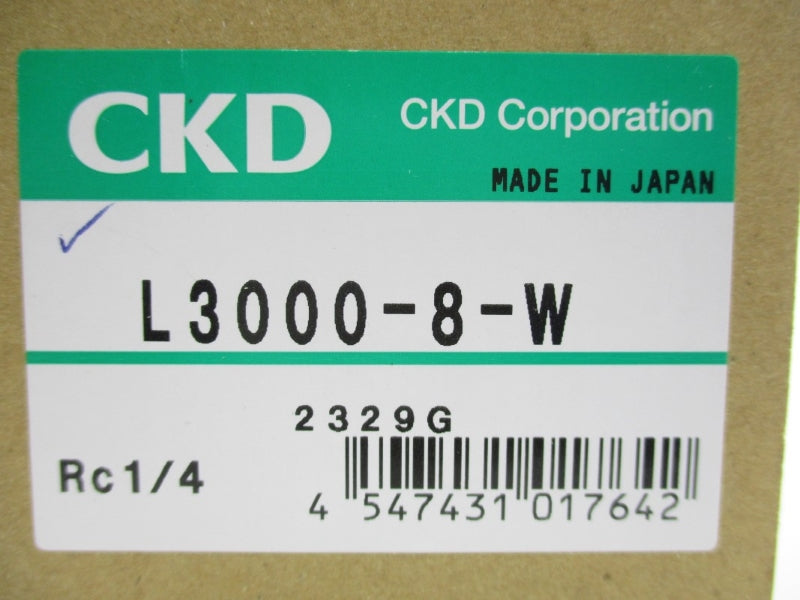 CKD
CKD Corporation
MADE IN JAPAN
L3000-8-W
2329G
Rc1/4
4 547431 017642